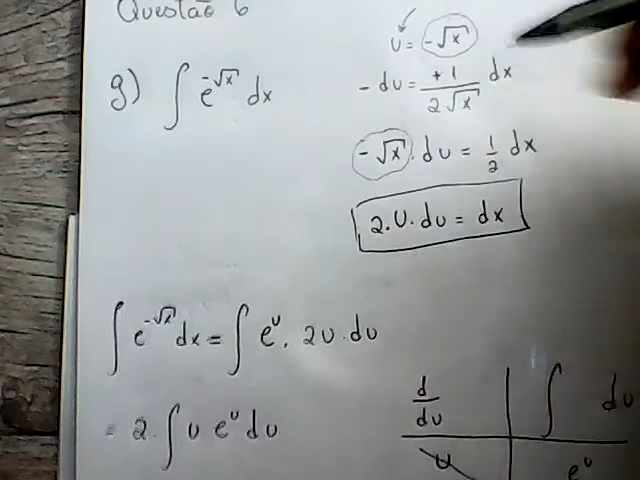 Questão 6
g) ∫ e^{-√x} dx
u = -√x
- du = +1/(2√x) dx
-√x . du = 1/2 dx
2.u.du = dx
∫ e^{-√x} dx = ∫ e^u . 2u.du
= 2.∫ u e^u du
d/du | ∫ du
u | e^u